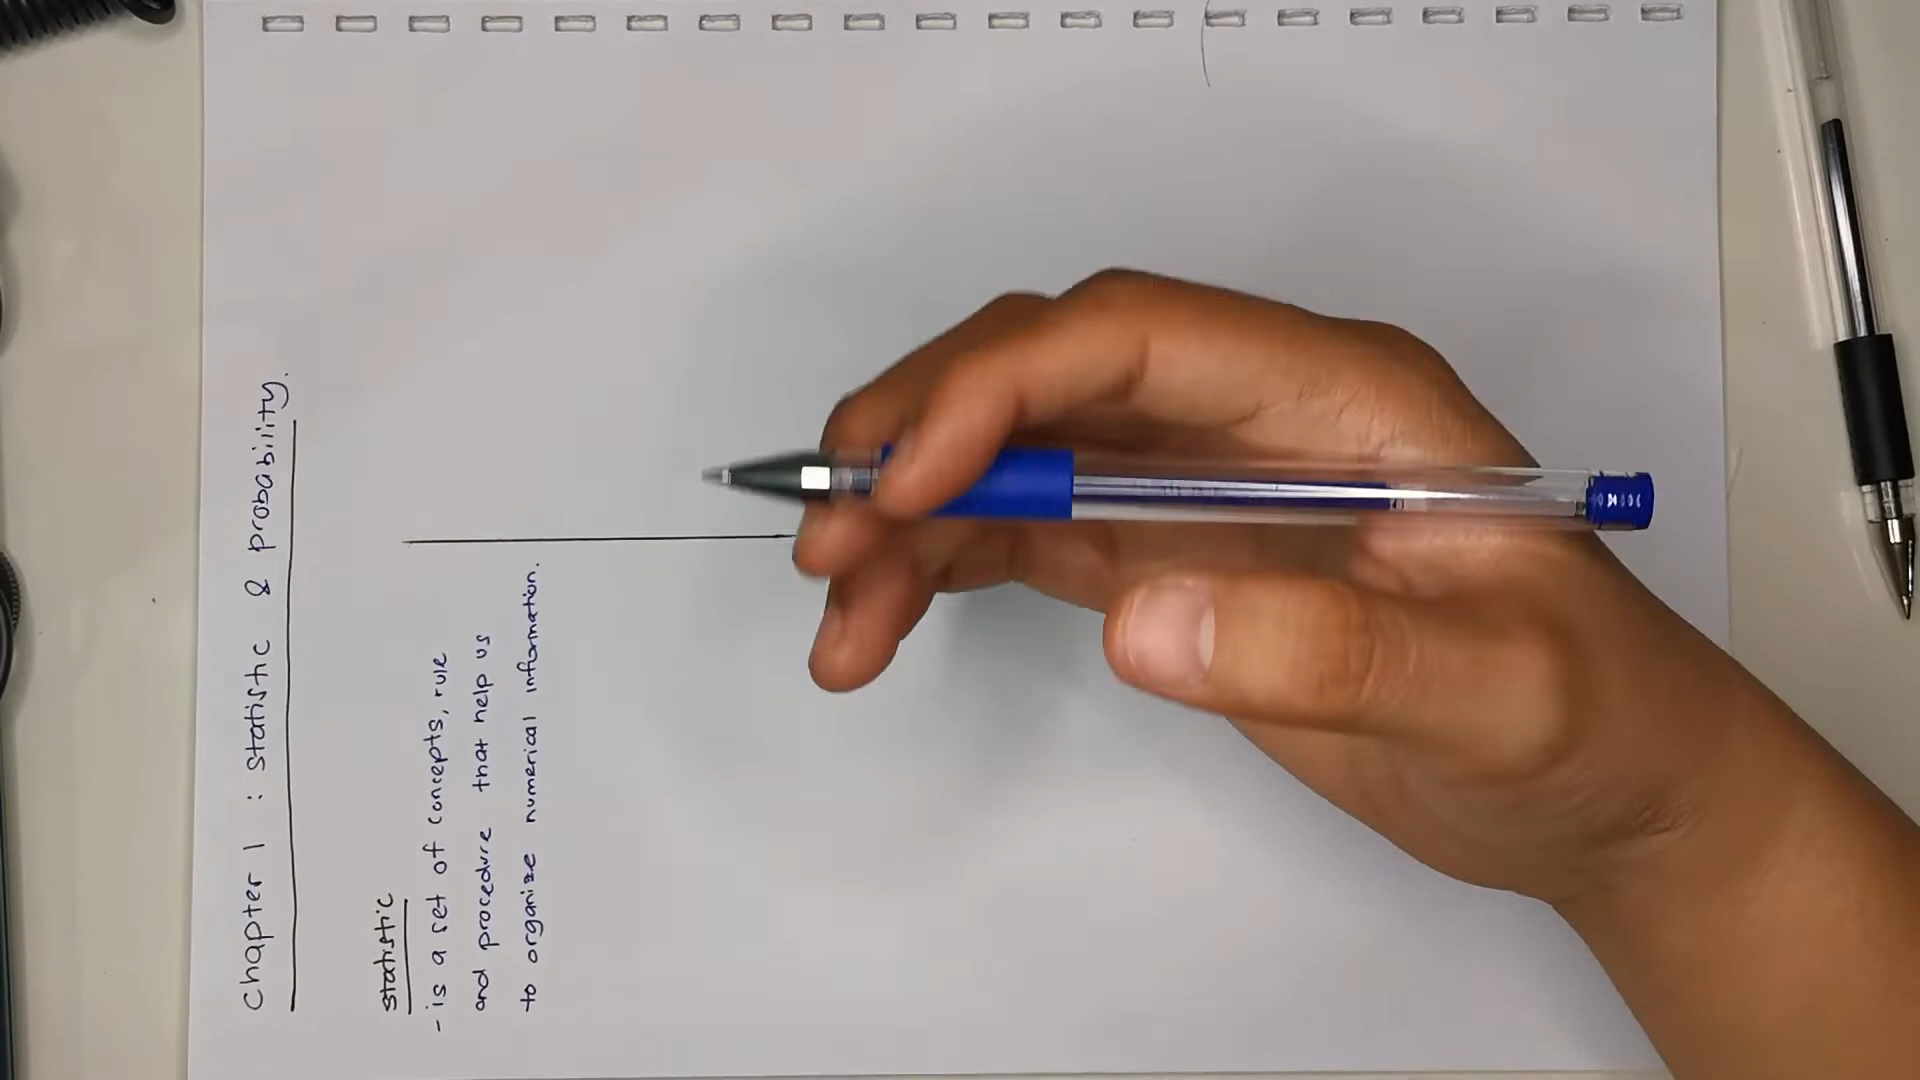 Chapter 1 : statistic & probability.
statistic
- is a set of concepts, rule
and procedure that help us
to organize numerical information.